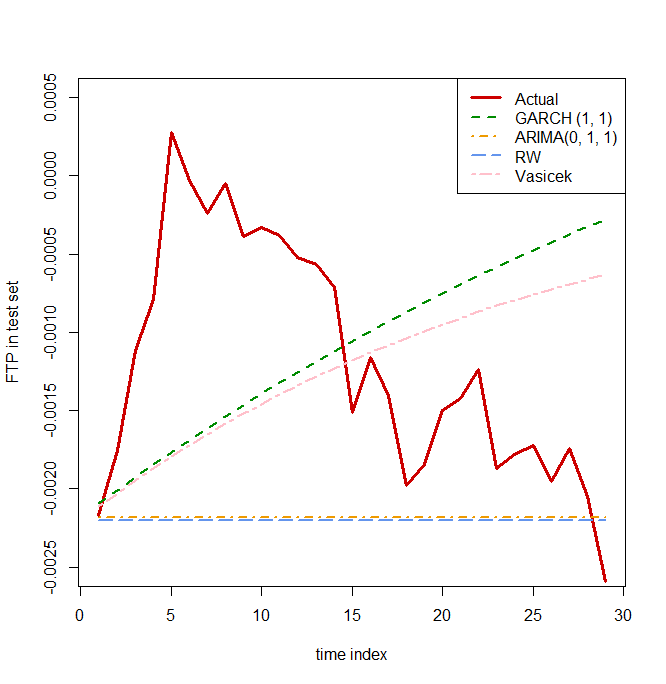 Actual
GARCH (1, 1)
ARIMA(0, 1, 1)
RW
Vasicek
FTP in test set
0.0005
0.0000
-0.0005
-0.0010
-0.0015
-0.0020
-0.0025
0 5 10 15 20 25 30
time index